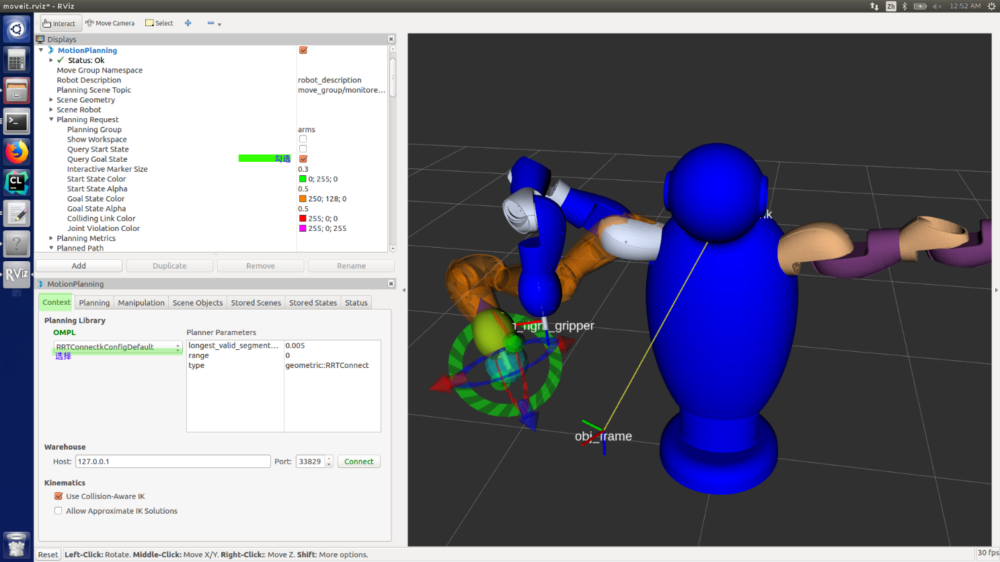 moveit.rviz* - RViz
Zh
12:52 AM
Interact
Move Camera
Select
Displays
MotionPlanning
Status: Ok
Move Group Namespace
Robot Description robot_description
Planning Scene Topic move_group/monitore...
Scene Geometry
Scene Robot
Planning Request
Planning Group arms
Show Workspace
Query Start State
Query Goal State 勾选
Interactive Marker Size 0.3
Start State Color 0; 255; 0
Start State Alpha 0.5
Goal State Color 250; 128; 0
Goal State Alpha 0.5
Colliding Link Color 255; 0; 0
Joint Violation Color 255; 0; 255
Planning Metrics
Planned Path
Add Duplicate Remove Rename
MotionPlanning
Context Planning Manipulation Scene Objects Stored Scenes Stored States Status
Planning Library
OMPL Planner Parameters
RRTConnectkConfigDefault
选择
longest_valid_segment... 0.005
range 0
type geometric::RRTConnect
Warehouse
Host: 127.0.0.1 Port: 33829 Connect
Kinematics
Use Collision-Aware IK
Allow Approximate IK Solutions
Reset Left-Click: Rotate. Middle-Click: Move X/Y. Right-Click:: Move Z. Shift: More options.
30 fps
CL
RViz
_gripper
obj_frame